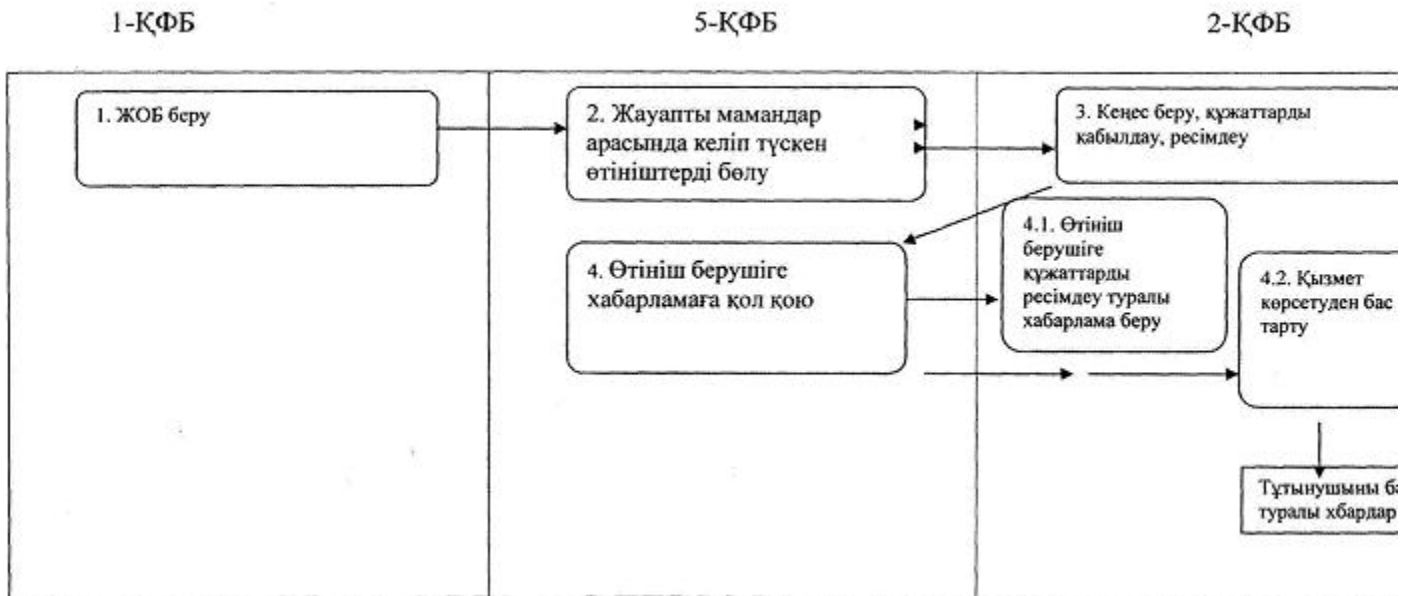 1-ҚФБ
5-ҚФБ
2-ҚФБ
1. ЖОБ беру
2. Жауапты мамандар
арасында келіп түскен
өтініштерді бөлу
3. Кеңес беру, құжаттарды
қабылдау, ресімдеу
4. Өтініш берушіге
хабарламаға қол қою
4.1. Өтініш
берушіге
құжаттарды
ресімдеу туралы
хабарлама беру
4.2. Қызмет
көрсетуден бас
тарту
Тұтынушыны
туралы хбардар